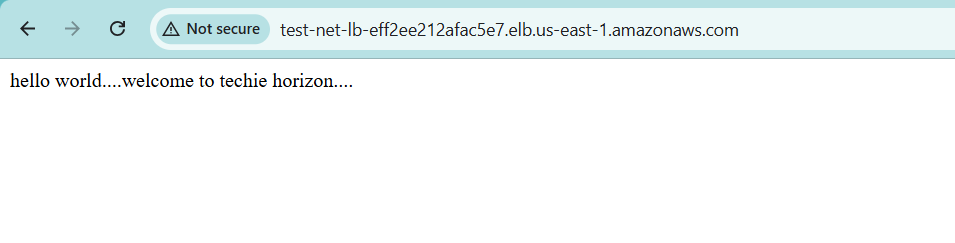 Not secure test-net-lb-eff2ee212afac5e7.elb.us-east-1.amazonaws.com
hello world....welcome to techie horizon....